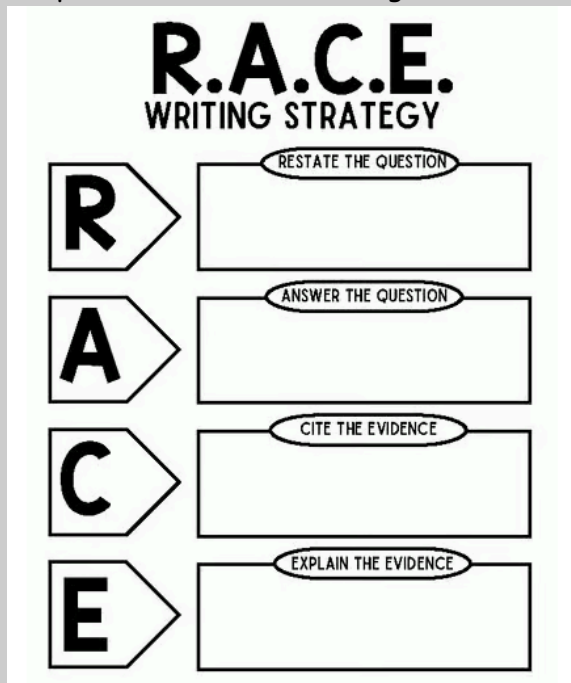 R.A.C.E.
WRITING STRATEGY
R
RESTATE THE QUESTION
A
ANSWER THE QUESTION
C
CITE THE EVIDENCE
E
EXPLAIN THE EVIDENCE